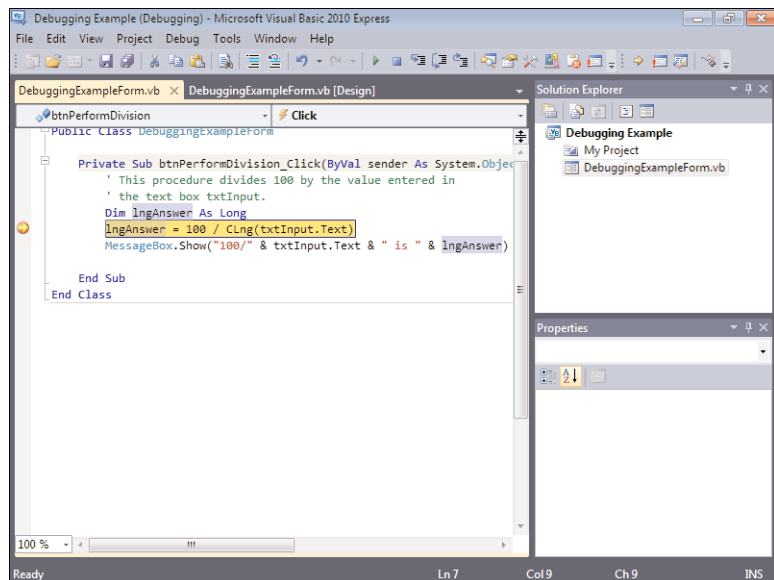 Debugging Example (Debugging) - Microsoft Visual Basic 2010 Express
File Edit View Project Debug Tools Window Help
DebuggingExampleForm.vb DebuggingExampleForm.vb [Design]
btnPerformDivision Click
Public Class DebuggingExampleForm
Private Sub btnPerformDivision_Click(ByVal sender As System.Objec
' This procedure divides 100 by the value entered in
' the text box txtInput.
Dim lngAnswer As Long
lngAnswer = 100 / CLng(txtInput.Text)
MessageBox.Show("100/" & txtInput.Text & " is " & lngAnswer)
End Sub
End Class
100 %
Solution Explorer
Debugging Example
My Project
DebuggingExampleForm.vb
Properties
Ready Ln 7 Col 9 Ch 9 INS